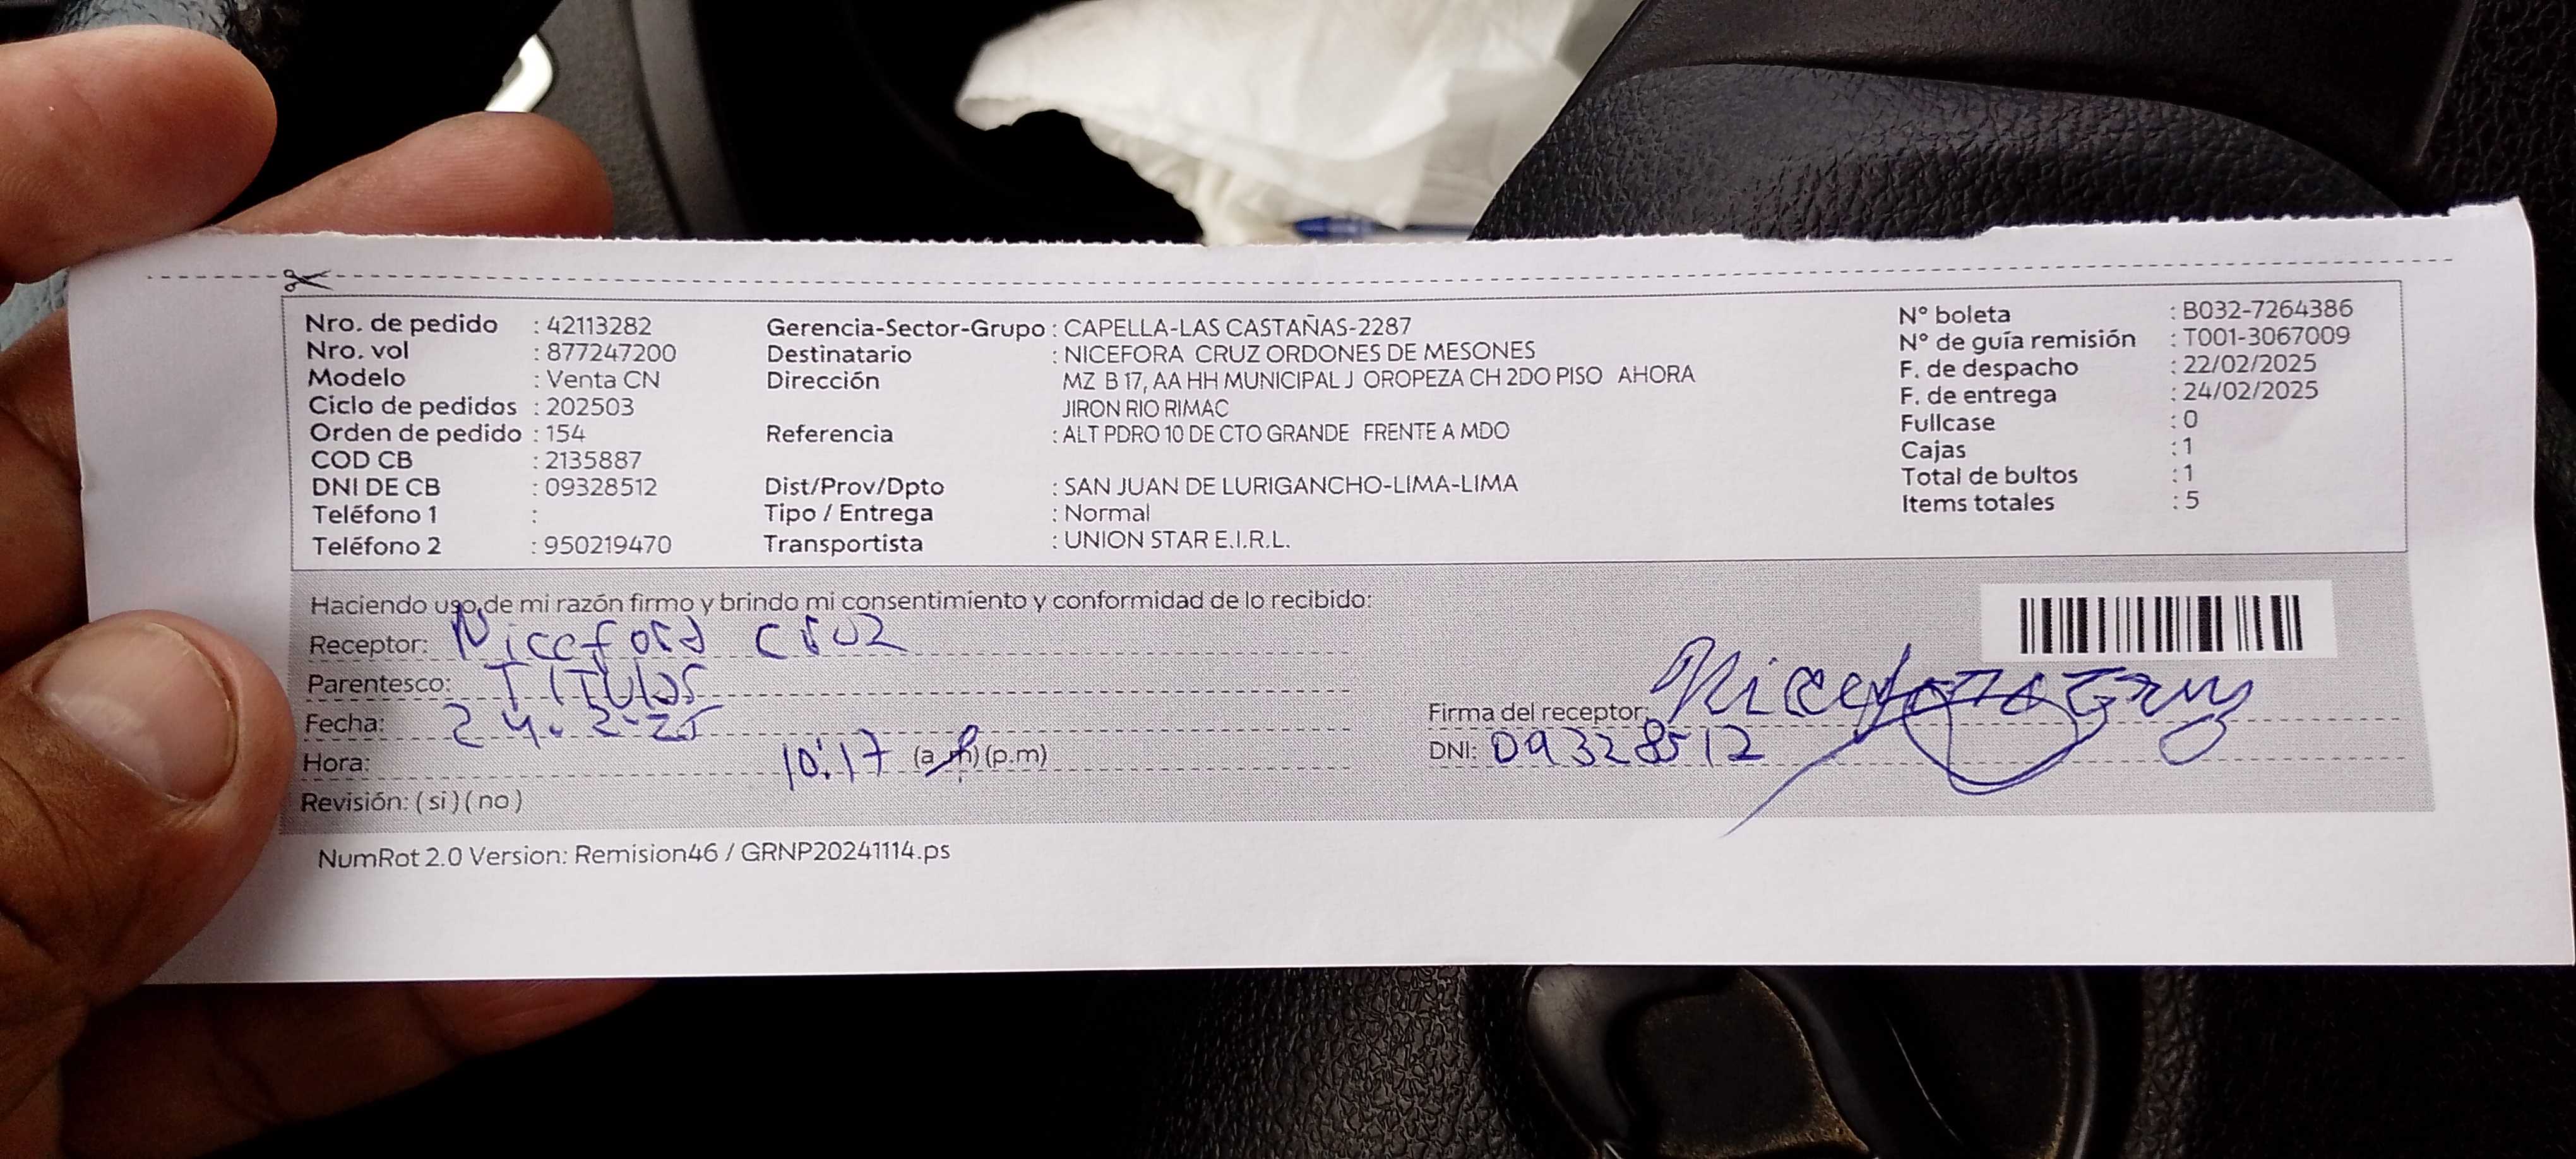 Nro. de pedido : 42113282
Nro. vol : 877247200
Modelo : Venta CN
Ciclo de pedidos : 202503
Orden de pedido : 154
COD CB : 2135887
DNI DE CB : 09328512
Teléfono 1 :
Teléfono 2 : 950219470
Gerencia-Sector-Grupo : CAPELLA-LAS CASTAÑAS-2287
Destinatario : NICEFORA CRUZ ORDONES DE MESONES
Dirección MZ B 17, AA HH MUNICIPAL J OROPEZA CH 2DO PISO AHORA
JIRON RIO RIMAC
Referencia : ALT PDRO 10 DE CTO GRANDE FRENTE A MDO
Dist/Prov/Dpto : SAN JUAN DE LURIGANCHO-LIMA-LIMA
Tipo / Entrega : Normal
Transportista : UNION STAR E.I.R.L.
N° boleta : B032-7264386
N° de guía remisión : T001-3067009
F. de despacho : 22/02/2025
F. de entrega : 24/02/2025
Fullcase : 0
Cajas : 1
Total de bultos : 1
Items totales : 5
Haciendo uso de mi razón firmo y brindo mi consentimiento y conformidad de lo recibido:
Receptor: Nicefora Cruz
Parentesco: TITULAR
Fecha: 24.2.25
Hora: 10:17 (a.m) (p.m)
Revisión: ( si ) ( no )
Firma del receptor: Nicefora Cruz
DNI: 09328512
NumRot 2.0 Version: Remision46 / GRNP20241114.ps